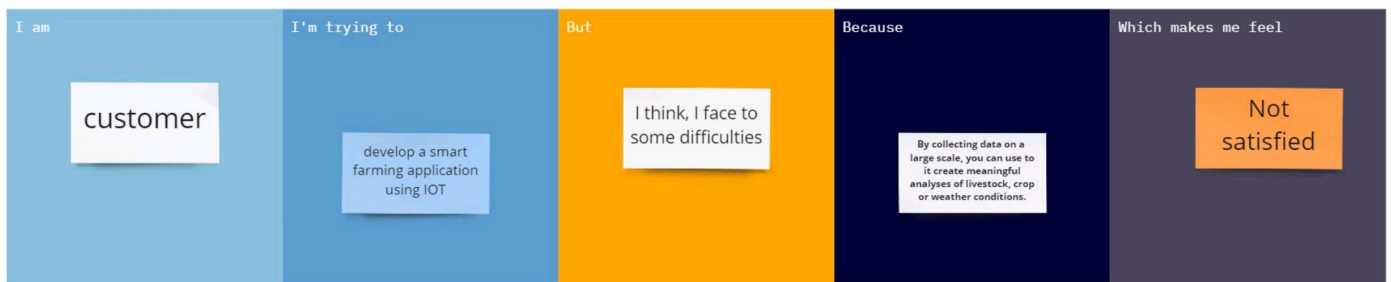 I am
customer
I'm trying to
develop a smart
farming application
using IOT
But
I think, I face to
some difficulties
Because
By collecting data on a
large scale, you can use to
it create meaningful
analyses of livestock, crop
or weather conditions.
Which makes me feel
Not
satisfied